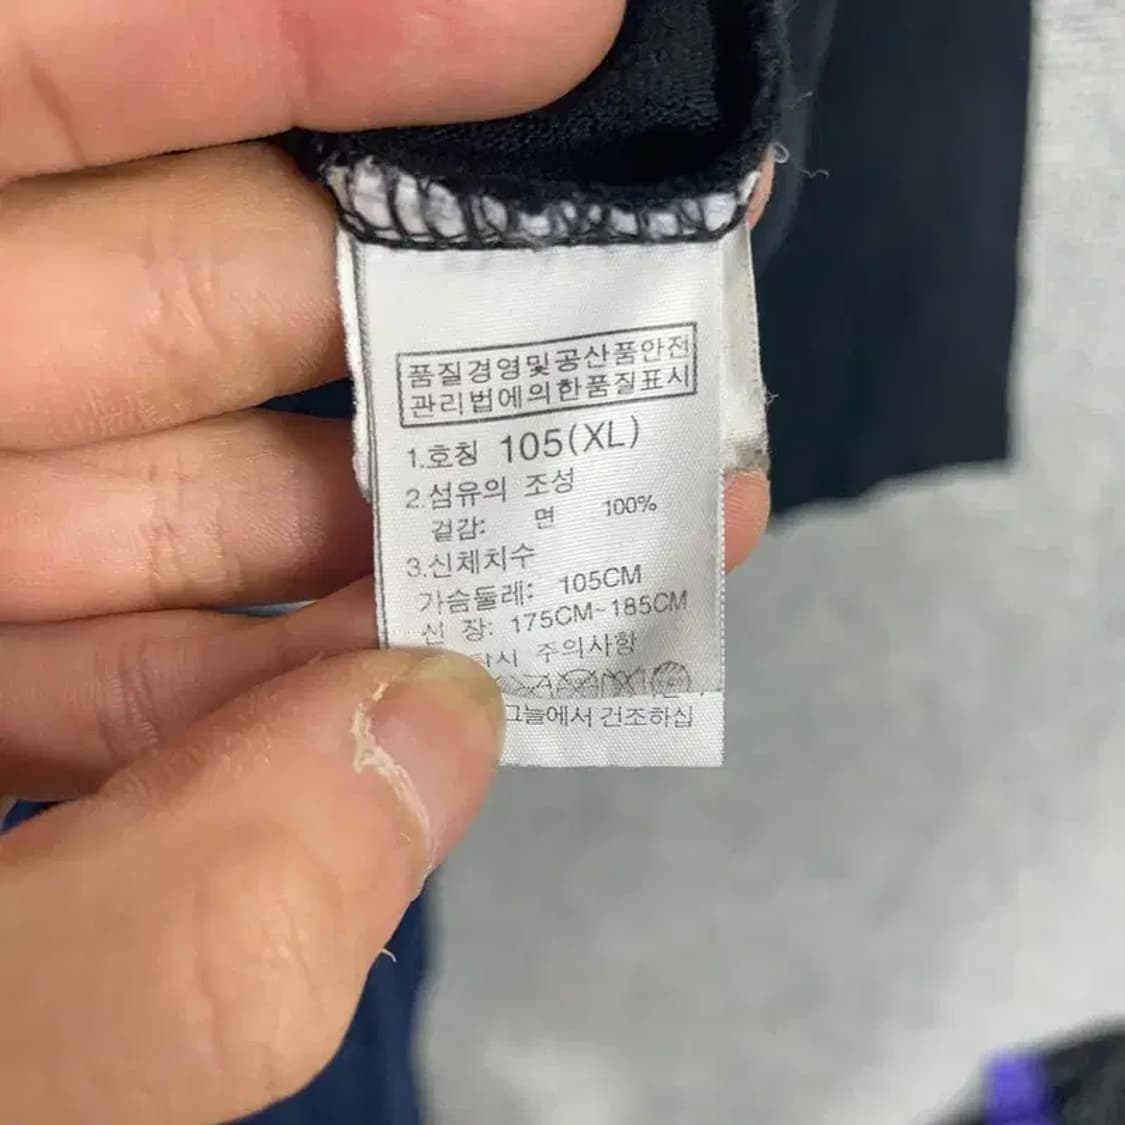 품질경영및공산품안전
관리법에의한품질표시
1.호칭 105(XL)
2.섬유의 조성
겉감: 면 100%
3.신체치수
가슴둘레: 105CM
신 장: 175CM~185CM
주의사항
그늘에서 건조하십